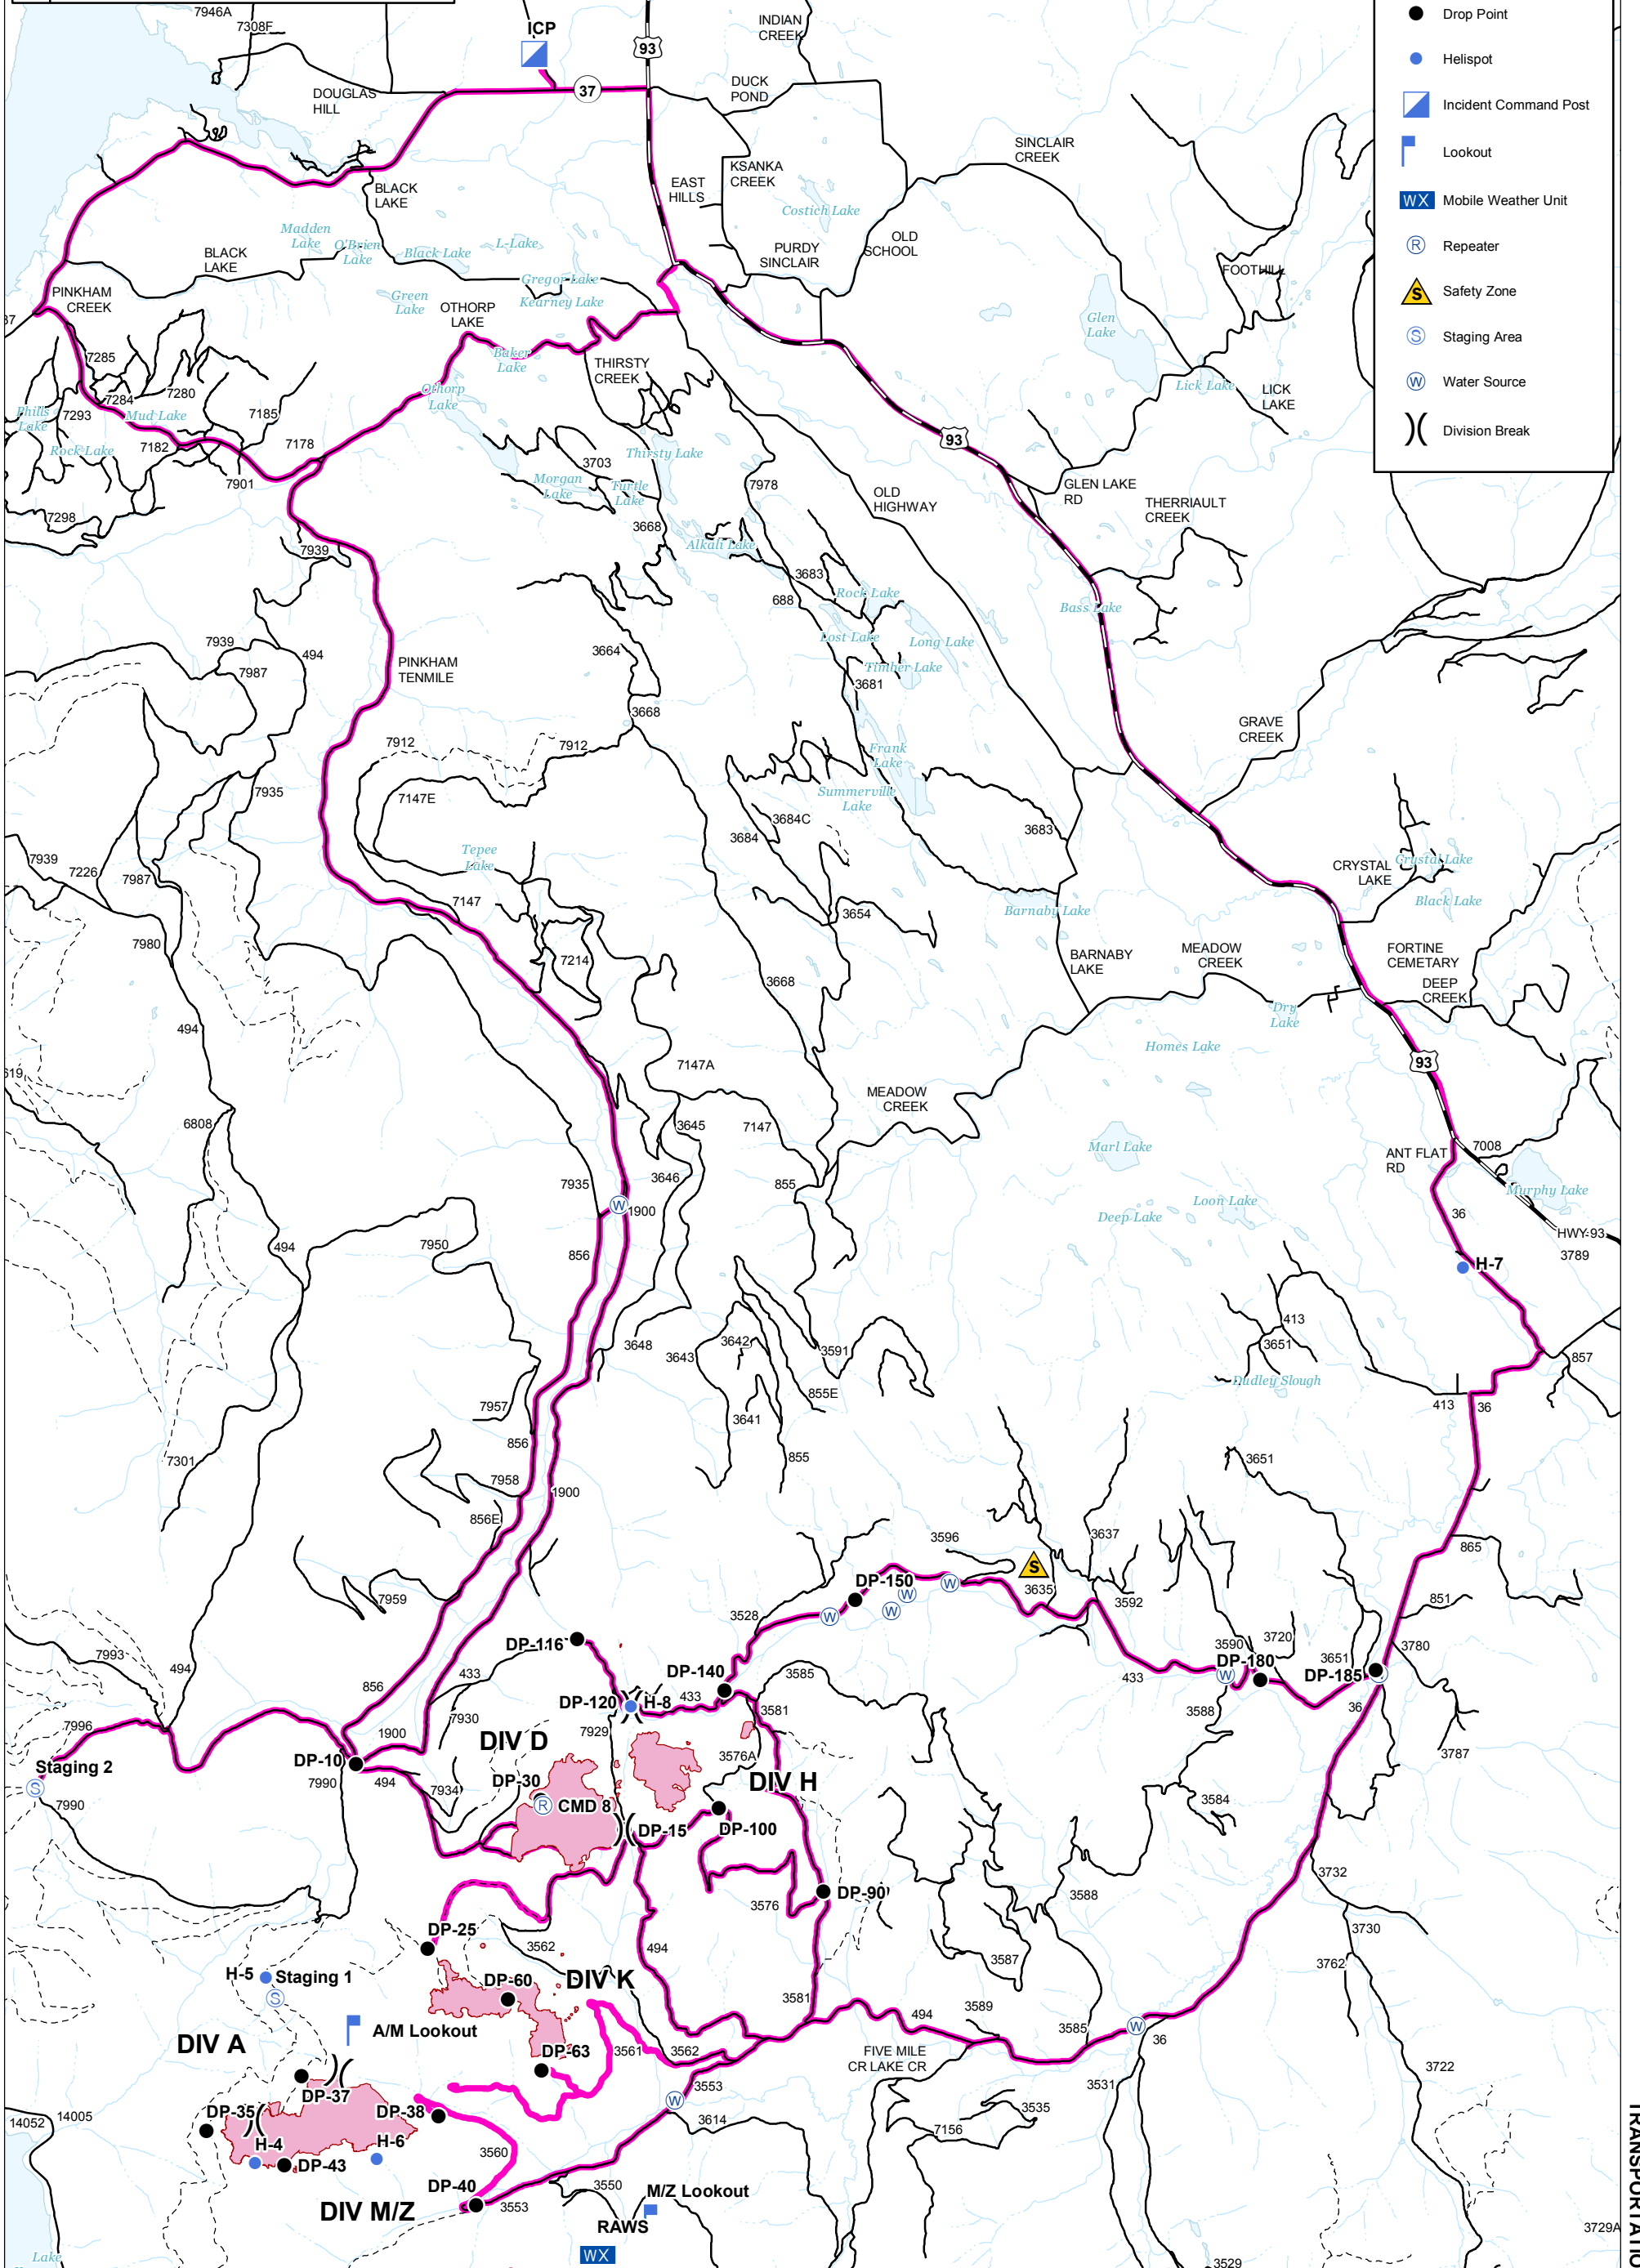 7946A
7308F
ICP
INDIAN
CREEK
93
Drop Point
Helispot
Incident Command Post
Lookout
WX Mobile Weather Unit
R Repeater
S Safety Zone
S Staging Area
W Water Source
)( Division Break
DOUGLAS
HILL
37
DUCK
POND
SINCLAIR
CREEK
KSANKA
CREEK
EAST
HILLS
BLACK
LAKE
Costich Lake
Madden
Lake
O'Brien
Lake
Black Lake
L-Lake
BLACK
LAKE
PURDY
SINCLAIR
OLD
SCHOOL
FOOTHILL
Gregor Lake
Kearney Lake
Green
Lake
PINKHAM
CREEK
OTHORP
LAKE
Glen
Lake
37
7285
Baker
Lake
THIRSTY
CREEK
7284
7280
Othorp
Lake
Lick Lake
LICK
LAKE
Phills
Lake
7293
Mud Lake
7185
Rock Lake
7182
7178
7901
93
3703
Thirsty Lake
Morgan
Lake
Turtle
Lake
7978
OLD
HIGHWAY
GLEN LAKE
RD
THERRIAULT
CREEK
7298
3668
7939
Alkali Lake
3683
688
Rock Lake
Bass Lake
7939
7987
494
PINKHAM
TENMILE
3664
Lost Lake
Long Lake
Timber Lake
3681
3668
GRAVE
CREEK
7912
7912
Frank
Lake
7935
7147E
Summerville
Lake
3684C
3684
3683
Tepee
Lake
7939
7226
7987
CRYSTAL
LAKE
Crystal Lake
Black Lake
7147
3654
Barnaby Lake
7980
7214
BARNABY
LAKE
MEADOW
CREEK
FORTINE
CEMETARY
DEEP
CREEK
3668
Dry
Lake
494
Homes Lake
7147A
93
619
6808
3645
7147
MEADOW
CREEK
Marl Lake
ANT FLAT
RD
7008
3646
7935
855
Murphy Lake
W
1900
Loon Lake
Deep Lake
36
HWY-93
3789
494
7950
856
H-7
3648
3642
3643
3591
413
3651
857
Dudley Slough
855E
413
36
7957
3641
856
7301
855
3651
7958
1900
856E
3637
3596
865
S
DP-150
W
3635
7959
3592
851
W
W
W
3528
DP-116
7993
494
433
DP-140
3590
3720
3780
DP-180
3651
DP-185
W
3585
433
856
DP-120
H-8
433
36
3588
7996
7930
7929
3581
1900
DIV D
3787
Staging 2
S
DP-10
7990
494
3576A
DIV H
7990
7934
DP-30
R
CMD 8
DP-15
DP-100
3584
3732
3576
DP-90
3588
3730
DP-25
3562
494
3587
3762
H-5
Staging 1
S
DP-60
DIV K
3581
494
3589
A/M Lookout
3585
W
36
DIV A
DP-63
3561
3562
FIVE MILE
CR LAKE CR
3722
DP-37
3553
3531
14052
14005
DP-35
DP-38
W
3614
3535
7156
H-4
H-6
3560
DP-43
DP-40
3550
M/Z Lookout
DIV M/Z
3553
RAWS
3729A
WX
Lake
3529